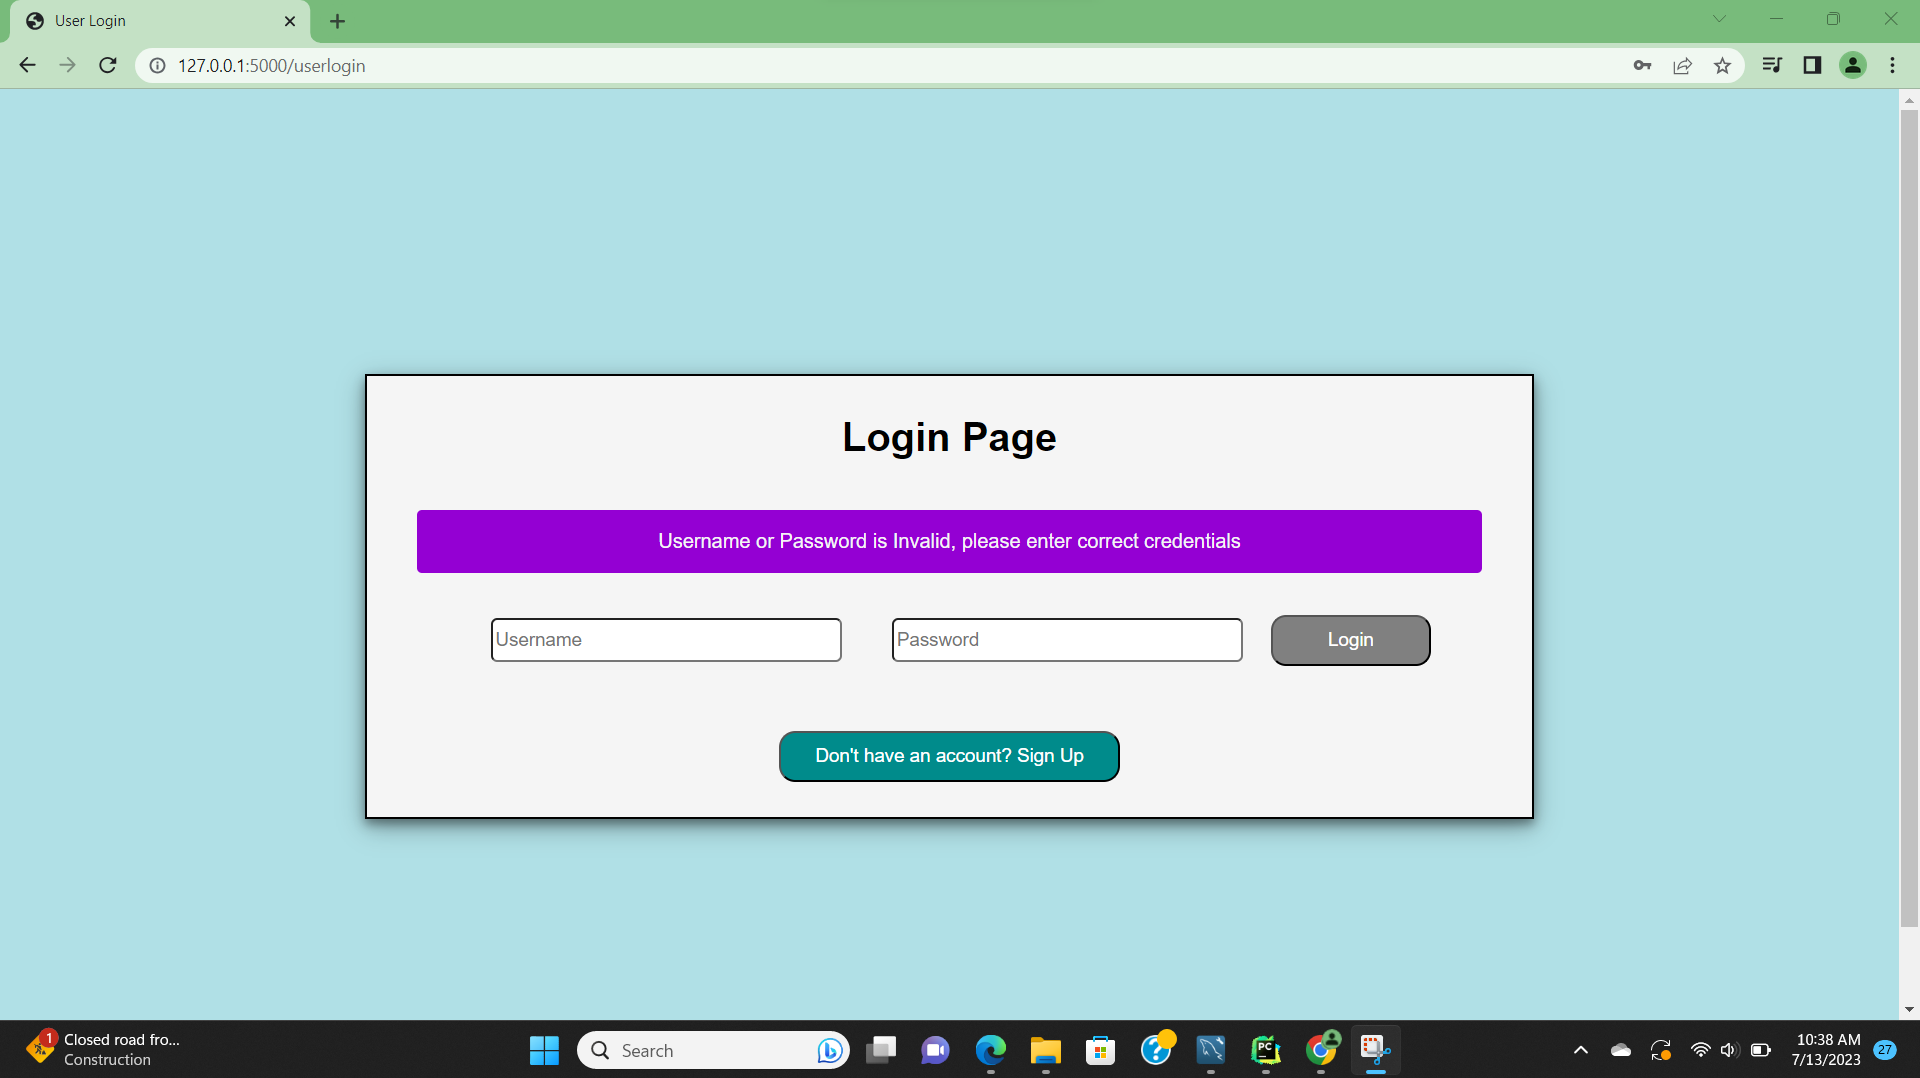 User Login
127.0.0.1:5000/userlogin
Login Page
Username or Password is Invalid, please enter correct credentials
Username
Password
Login
Don't have an account? Sign Up
1
Closed road fro...
Construction
Search
PC
10:38 AM
7/13/2023
27